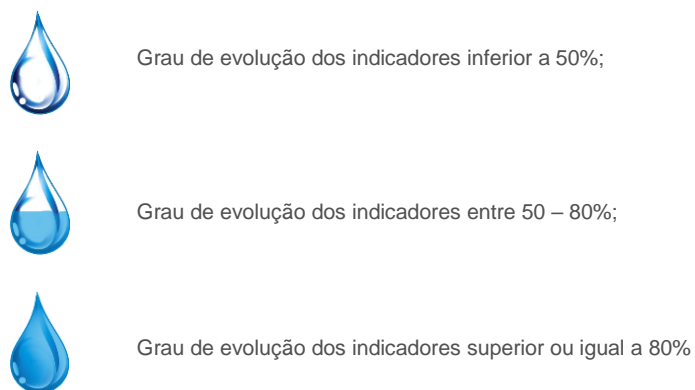 Grau de evolução dos indicadores inferior a 50%;
Grau de evolução dos indicadores entre 50 – 80%;
Grau de evolução dos indicadores superior ou igual a 80%